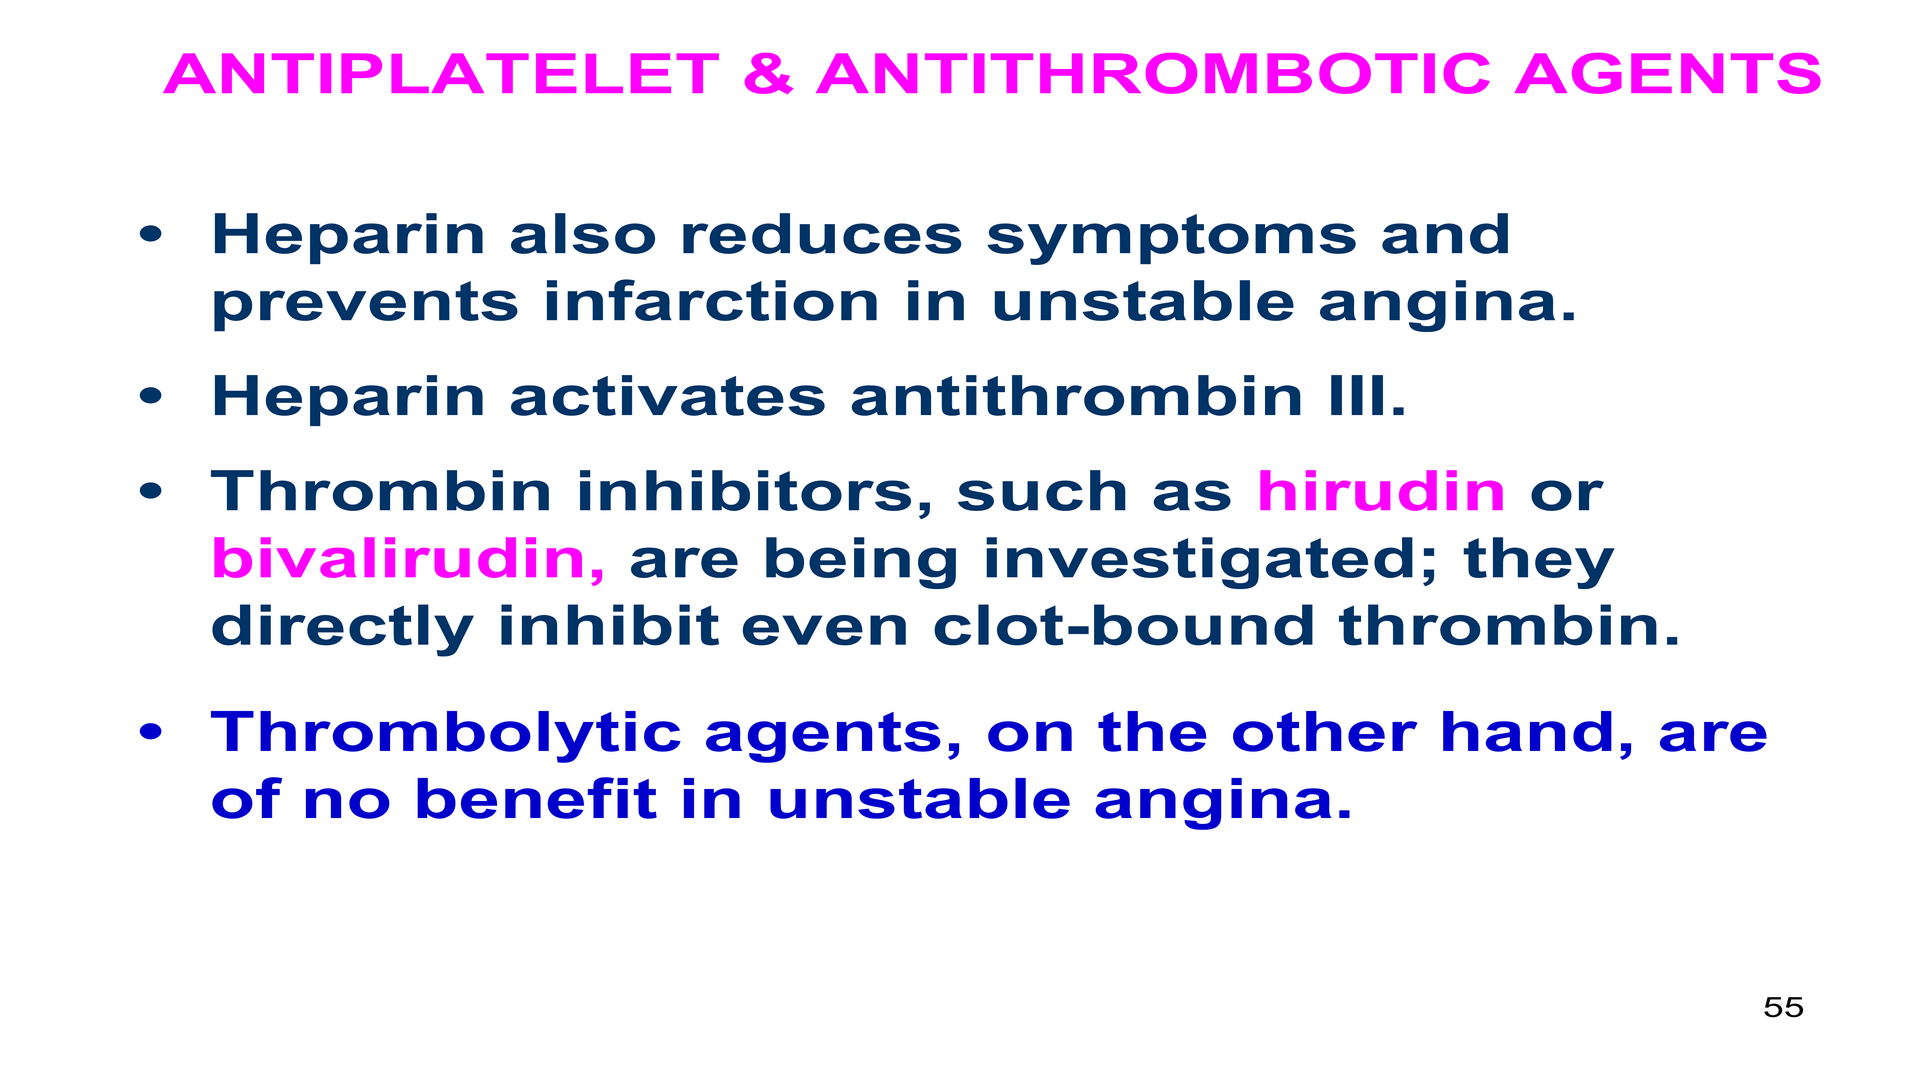 ANTIPLATELET & ANTITHROMBOTIC AGENTS
• Heparin also reduces symptoms and
prevents infarction in unstable angina.
• Heparin activates antithrombin III.
• Thrombin inhibitors, such as hirudin or
bivalirudin, are being investigated; they
directly inhibit even clot-bound thrombin.
• Thrombolytic agents, on the other hand, are
of no benefit in unstable angina.
55